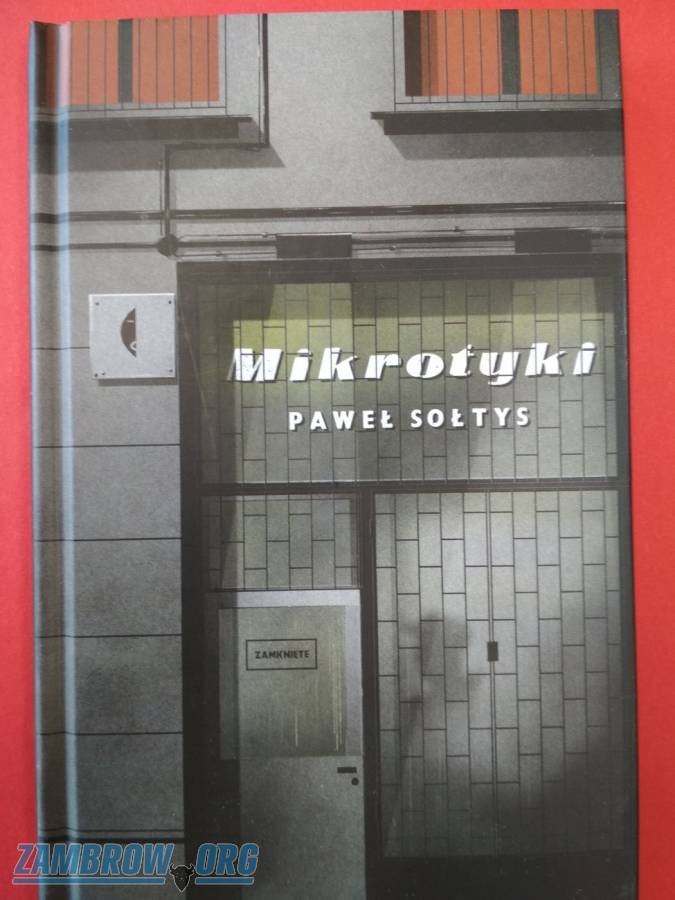 Mikrotyki
PAWEŁ SOŁTYS
ZAMKNIĘTE
ZAMBROW.ORG